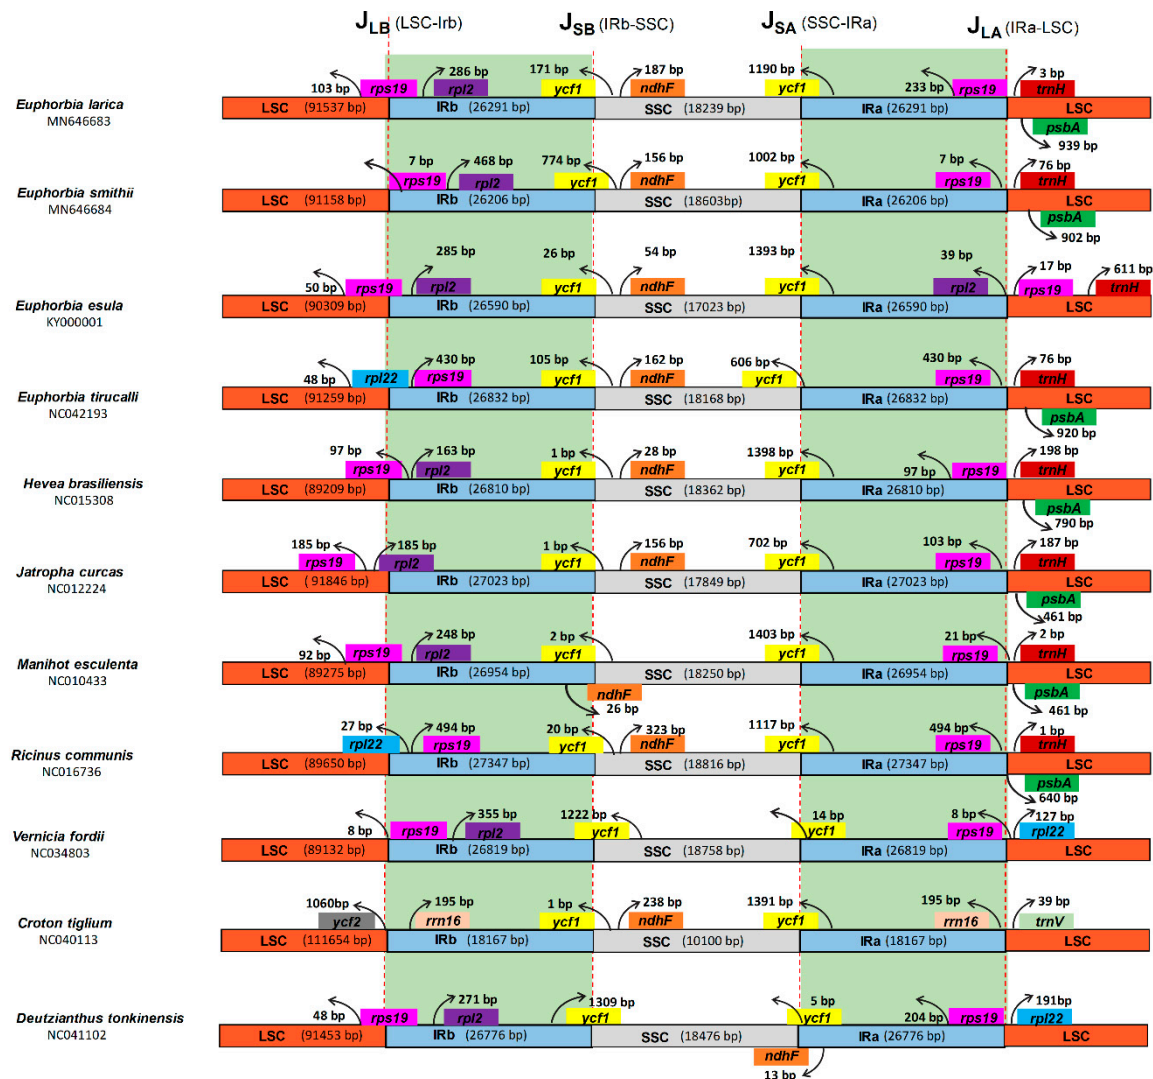 JLB (LSC-Irb) JSB (IRb-SSC) JSA (SSC-IRa) JLA (IRa-LSC)
286 bp 171 bp 187 bp 1190 bp 3 bp
103 bp rps19 rpl2 ycf1 ndhF ycf1 233 bp rps19 trnH
Euphorbia larica LSC (91537 bp) IRb (26291 bp) SSC (18239 bp) IRa (26291 bp) LSC
MN646683 psbA
939 bp
7 bp 468 bp 774 bp 156 bp 1002 bp 7 bp 76 bp
rps19 rpl2 ycf1 ndhF ycf1 rps19 trnH
Euphorbia smithii LSC (91158 bp) IRb (26206 bp) SSC (18603bp) IRa (26206 bp) LSC
MN646684 psbA
902 bp
285 bp 26 bp 54 bp 1393 bp 39 bp 17 bp 611 bp
50 bp rps19 rpl2 ycf1 ndhF ycf1 rpl2 rps19 trnH
Euphorbia esula LSC (90309 bp) IRb (26590 bp) SSC (17023 bp) IRa (26590 bp) LSC
KY000001
430 bp 105 bp 162 bp 606 bp 430 bp 76 bp
48 bp rpl22 rps19 ycf1 ndhF ycf1 rps19 trnH
Euphorbia tirucalli LSC (91259 bp) IRb (26832 bp) SSC (18168 bp) IRa (26832 bp) LSC
NC042193 psbA
920 bp
97 bp 163 bp 1 bp 28 bp 1398 bp 198 bp
rps19 rpl2 ycf1 ndhF ycf1 97 bp rps19 trnH
Hevea brasiliensis LSC (89209 bp) IRb (26810 bp) SSC (18362 bp) IRa 26810 bp) LSC
NC015308 psbA
790 bp
185 bp 185 bp 1 bp 156 bp 702 bp 103 bp 187 bp
rps19 rpl2 ycf1 ndhF ycf1 rps19 trnH
Jatropha curcas LSC ( 91846 bp) IRb (27023 bp) SSC (17849 bp) IRa (27023 bp) LSC
NC012224 psbA
461 bp
248 bp 2 bp 1403 bp 21 bp 2 bp
92 bp rps19 rpl2 ycf1 ycf1 rps19 trnH
Manihot esculenta LSC (89275 bp) IRb (26954 bp) SSC (18250 bp) IRa (26954 bp) LSC
NC010433 ndhF psbA
26 bp 461 bp
27 bp 494 bp 20 bp 323 bp 1117 bp 494 bp 1 bp
rpl22 rps19 ycf1 ndhF ycf1 rps19 trnH
Ricinus communis LSC (89650 bp) IRb (27347 bp) SSC (18816 bp) IRa (27347 bp) LSC
NC016736 psbA
640 bp
355 bp 1222 bp 14 bp 8 bp 127 bp
8 bp rps19 rpl2 ycf1 ycf1 rps19 rpl22
Vernicia fordii LSC (89132 bp) IRb (26819 bp) SSC (18758 bp) IRa (26819 bp) LSC
NC034803
1060bp 195 bp 1 bp 238 bp 1391 bp 195 bp 39 bp
ycf2 rrn16 ycf1 ndhF ycf1 rrn16 trnV
Croton tiglium LSC (111654 bp) IRb (18167 bp) SSC (10100 bp) IRa (18167 bp) LSC
NC040113
271 bp 1309 bp 5 bp 191bp
48 bp rps19 rpl2 ycf1 ycf1 204 bp rps19 rpl22
Deutzianthus tonkinensis LSC (91453 bp) IRb (26776 bp) SSC (18476 bp) IRa (26776 bp) LSC
NC041102 ndhF
13 bp